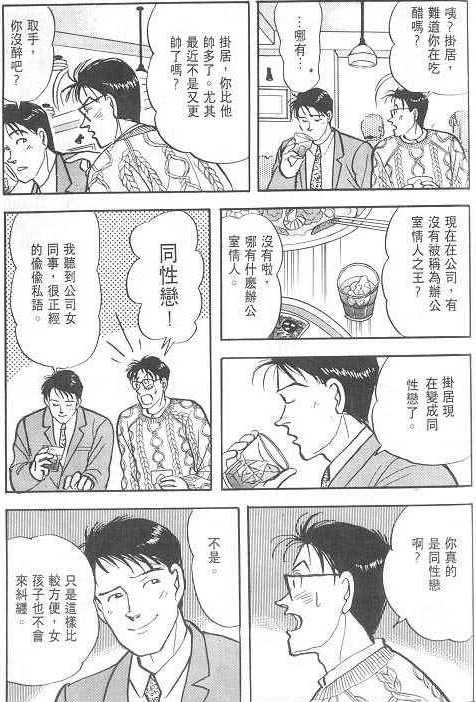 咦？掛居，
難道你在吃
醋嗎？
…哪有…
掛居，你比他
帥多了。尤其
最近不是又更
帥了嗎？
取手，
你沒醉吧？
現在在公司，有
沒有被稱為辦公
室情人之王？
沒有啦，
哪有什麼辦公
室情人。
掛居現
在變成同
性戀了。
同性戀！
我聽到公司女
同事，很正經
的偷偷私語。
你真的
是同性戀
啊？
不是。
只是這樣比
較方便，女
孩子也不會
來糾纏。